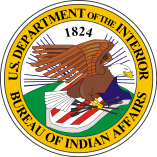 U.S. DEPARTMENT OF THE INTERIOR
1824
BUREAU OF INDIAN AFFAIRS